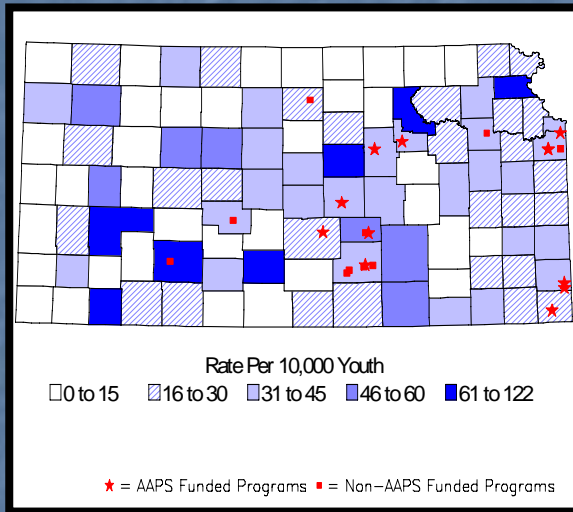 Rate Per 10,000 Youth
0 to 15 16 to 30 31 to 45 46 to 60 61 to 122
= AAPS Funded Programs = Non-AAPS Funded Programs